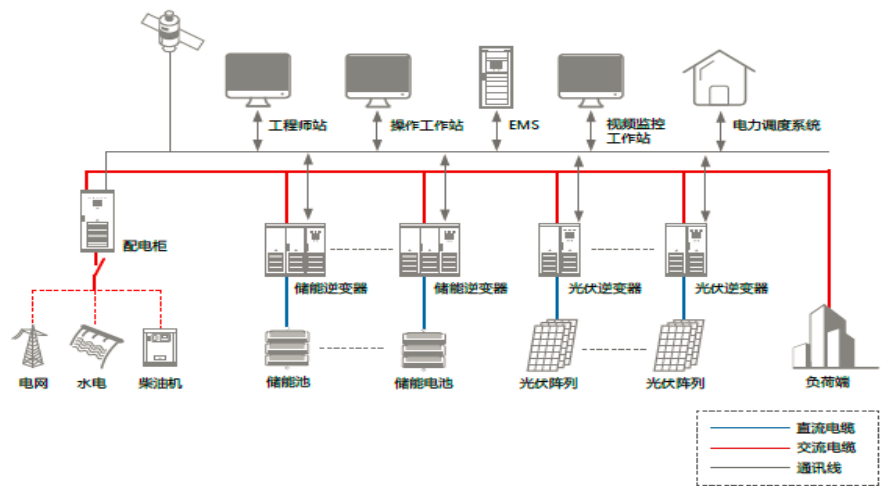 工程师站
操作工作站
EMS
视频监控
工作站
电力调度系统
配电柜
储能逆变器
储能逆变器
光伏逆变器
光伏逆变器
电网
水电
柴油机
储能池
储能电池
光伏阵列
光伏阵列
负荷端
直流电缆
交流电缆
通讯线